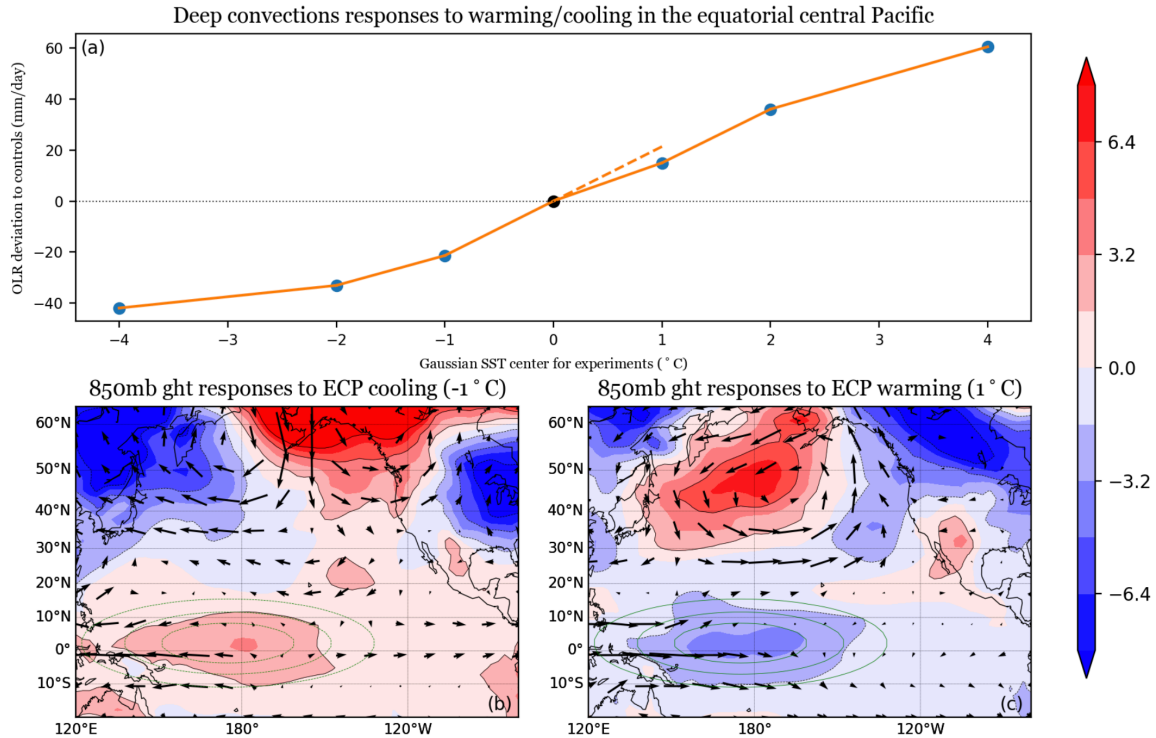 Deep convections responses to warming/cooling in the equatorial central Pacific
(a)
OLR deviation to controls (mm/day)
60
40
20
0
−20
−40
−4
−3
−2
−1
0
1
2
3
4
Gaussian SST center for experiments (°C)
6.4
3.2
0.0
−3.2
−6.4
850mb ght responses to ECP cooling (-1°C)
60°N
50°N
40°N
30°N
20°N
10°N
0°
10°S
120°E
180°
120°W
(b)
850mb ght responses to ECP warming (1°C)
60°N
50°N
40°N
30°N
20°N
10°N
0°
10°S
120°E
180°
120°W
(c)